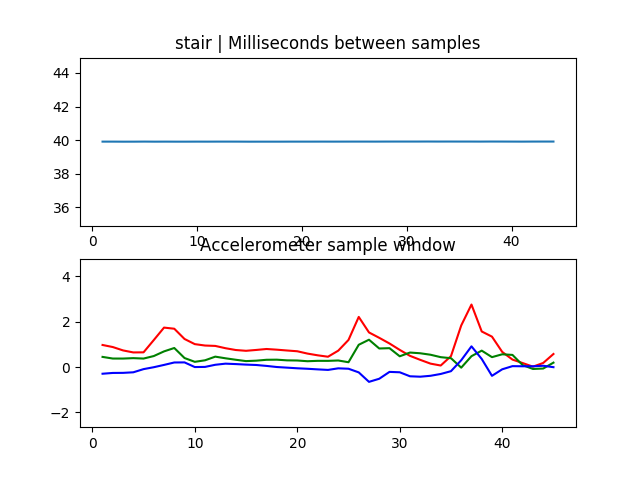 stair | Milliseconds between samples
44
42
40
38
36
0 10 20 30 40
Accelerometer sample window
4
2
0
−2
0 10 20 30 40